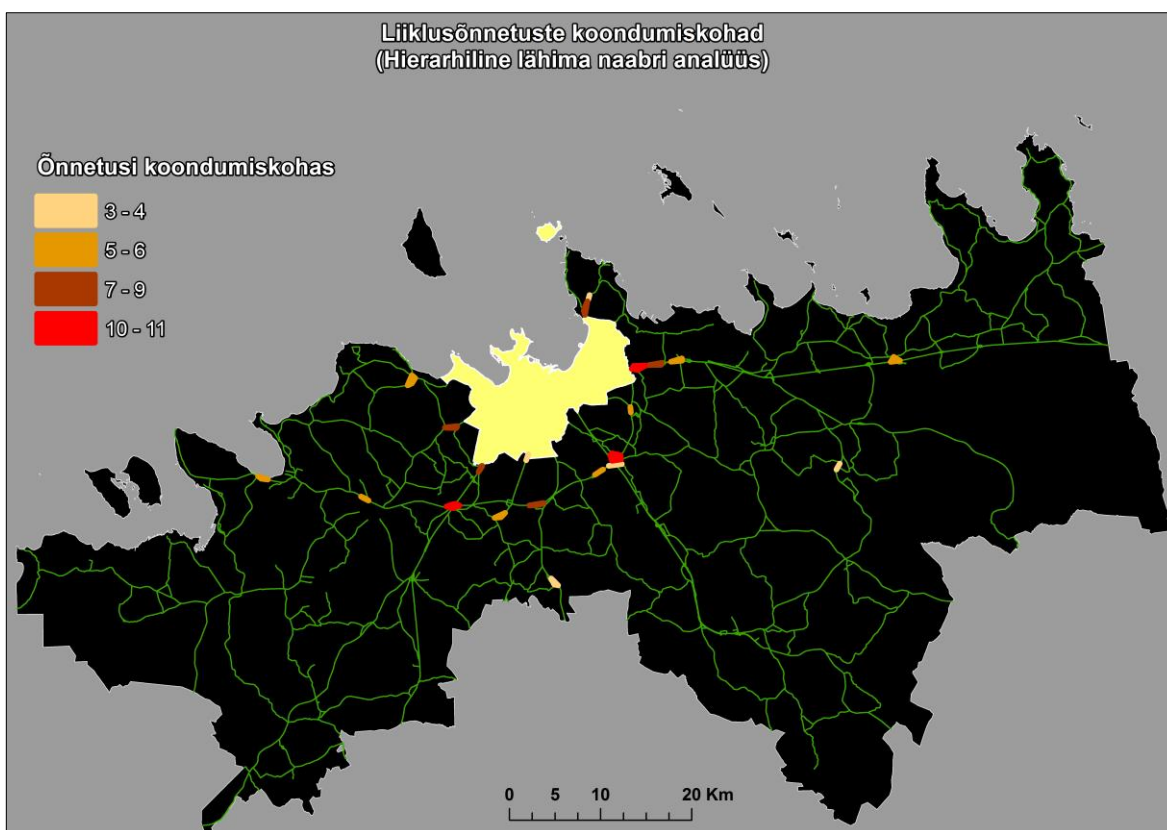 Liiklusõnnetuste koondumiskohad
(Hierarhiline lähima naabri analüüs)
Õnnetusi koondumiskohas
3 - 4
5 - 6
7 - 9
10 - 11
0 5 10 20 Km